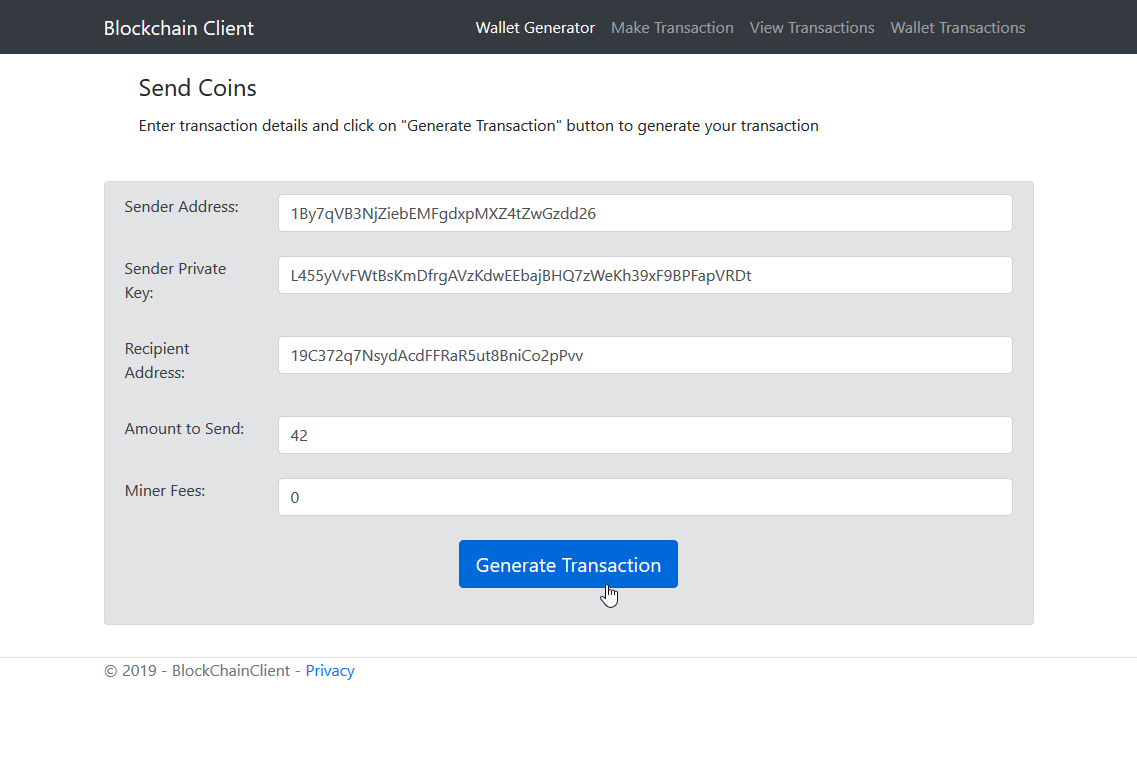 Blockchain Client
Wallet Generator Make Transaction View Transactions Wallet Transactions
Send Coins
Enter transaction details and click on "Generate Transaction" button to generate your transaction
Sender Address:
1By7qVB3NjZiebEMFgdxpMXZ4tZwGzdd26
Sender Private
Key:
L455yVvFWtBsKmDfrgAVzKdwEEbajBHQ7zWeKh39xF9BPFapVRDt
Recipient
Address:
19C372q7NsydAcdFFRaR5ut8BniCo2pPvv
Amount to Send:
42
Miner Fees:
0
Generate Transaction
© 2019 - BlockChainClient - Privacy